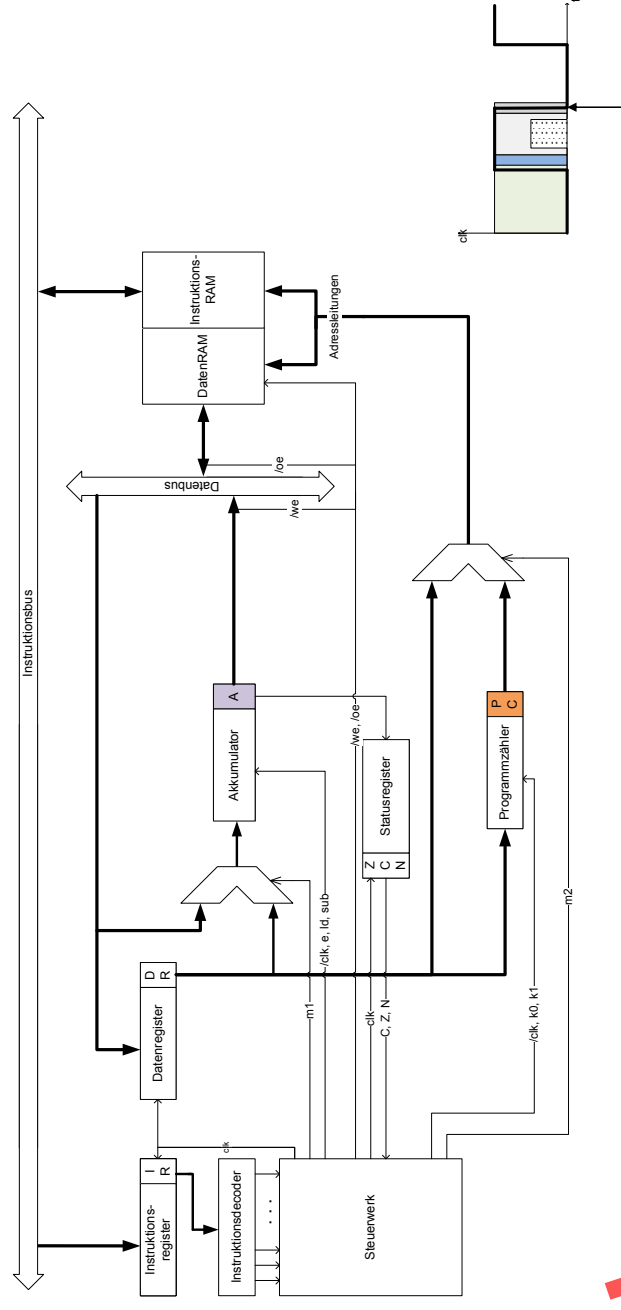 Instruktionsbus
Instruktions-
register
I
R
Datenregister
D
R
Instruktionsdecoder
. . .
Steuerwerk
clk
m1
/clk, e, ld, sub
/we, /oe
clk
C, Z, N
/clk, k0, k1
m2
Akkumulator
A
Z
C
N
Statusregister
Programmzähler
P
C
Datenbus
/we
/oe
DatenRAM
Instruktions-
RAM
Adressleitungen
clk